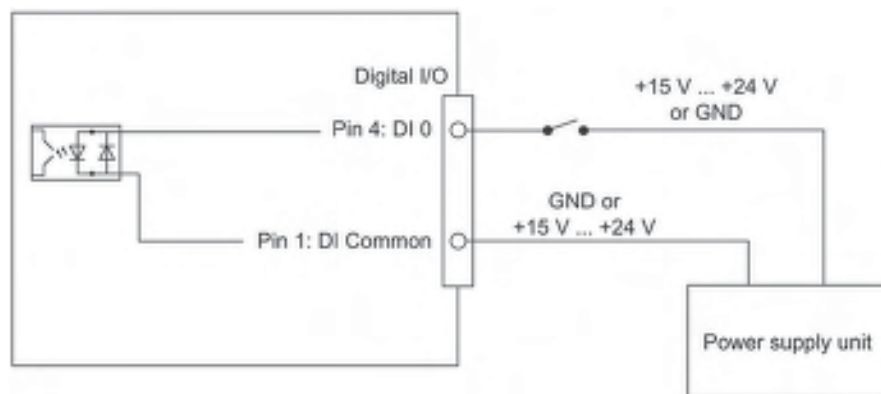 Digital I/O
+15 V ... +24 V
or GND
Pin 4: DI 0
GND or
+15 V ... +24 V
Pin 1: DI Common
Power supply unit